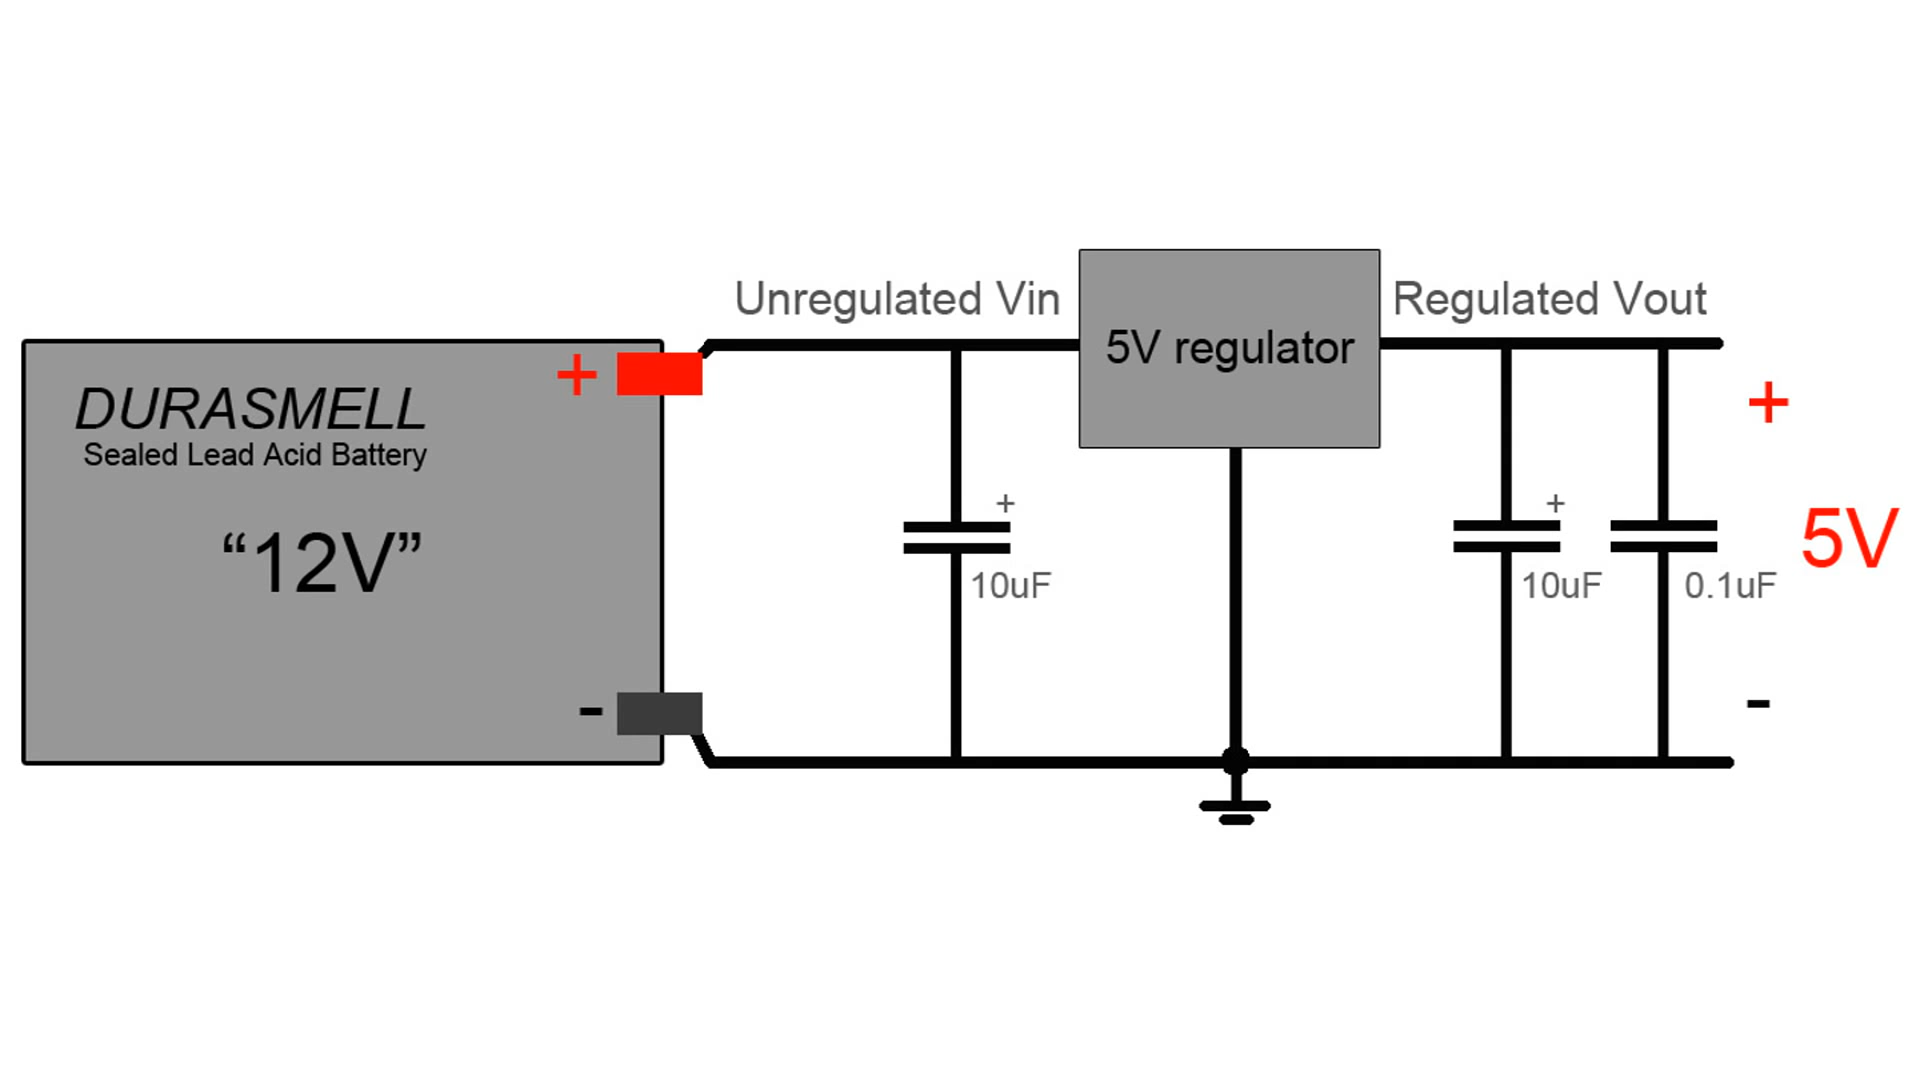 Unregulated Vin
5V regulator
Regulated Vout
+
DURASMELL
Sealed Lead Acid Battery
“12V”
-
+
10uF
+
10uF
0.1uF
+
5V
-